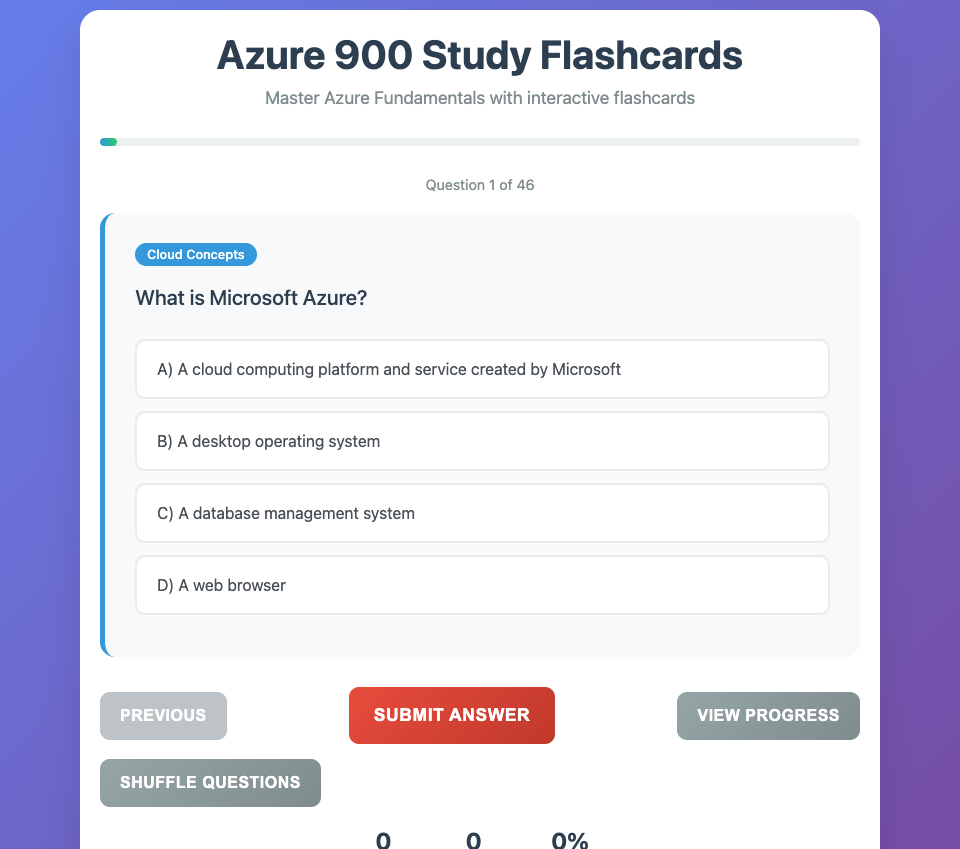 Azure 900 Study Flashcards
Master Azure Fundamentals with interactive flashcards
Question 1 of 46
Cloud Concepts
What is Microsoft Azure?
A) A cloud computing platform and service created by Microsoft
B) A desktop operating system
C) A database management system
D) A web browser
PREVIOUS
SUBMIT ANSWER
VIEW PROGRESS
SHUFFLE QUESTIONS
0 0 0%